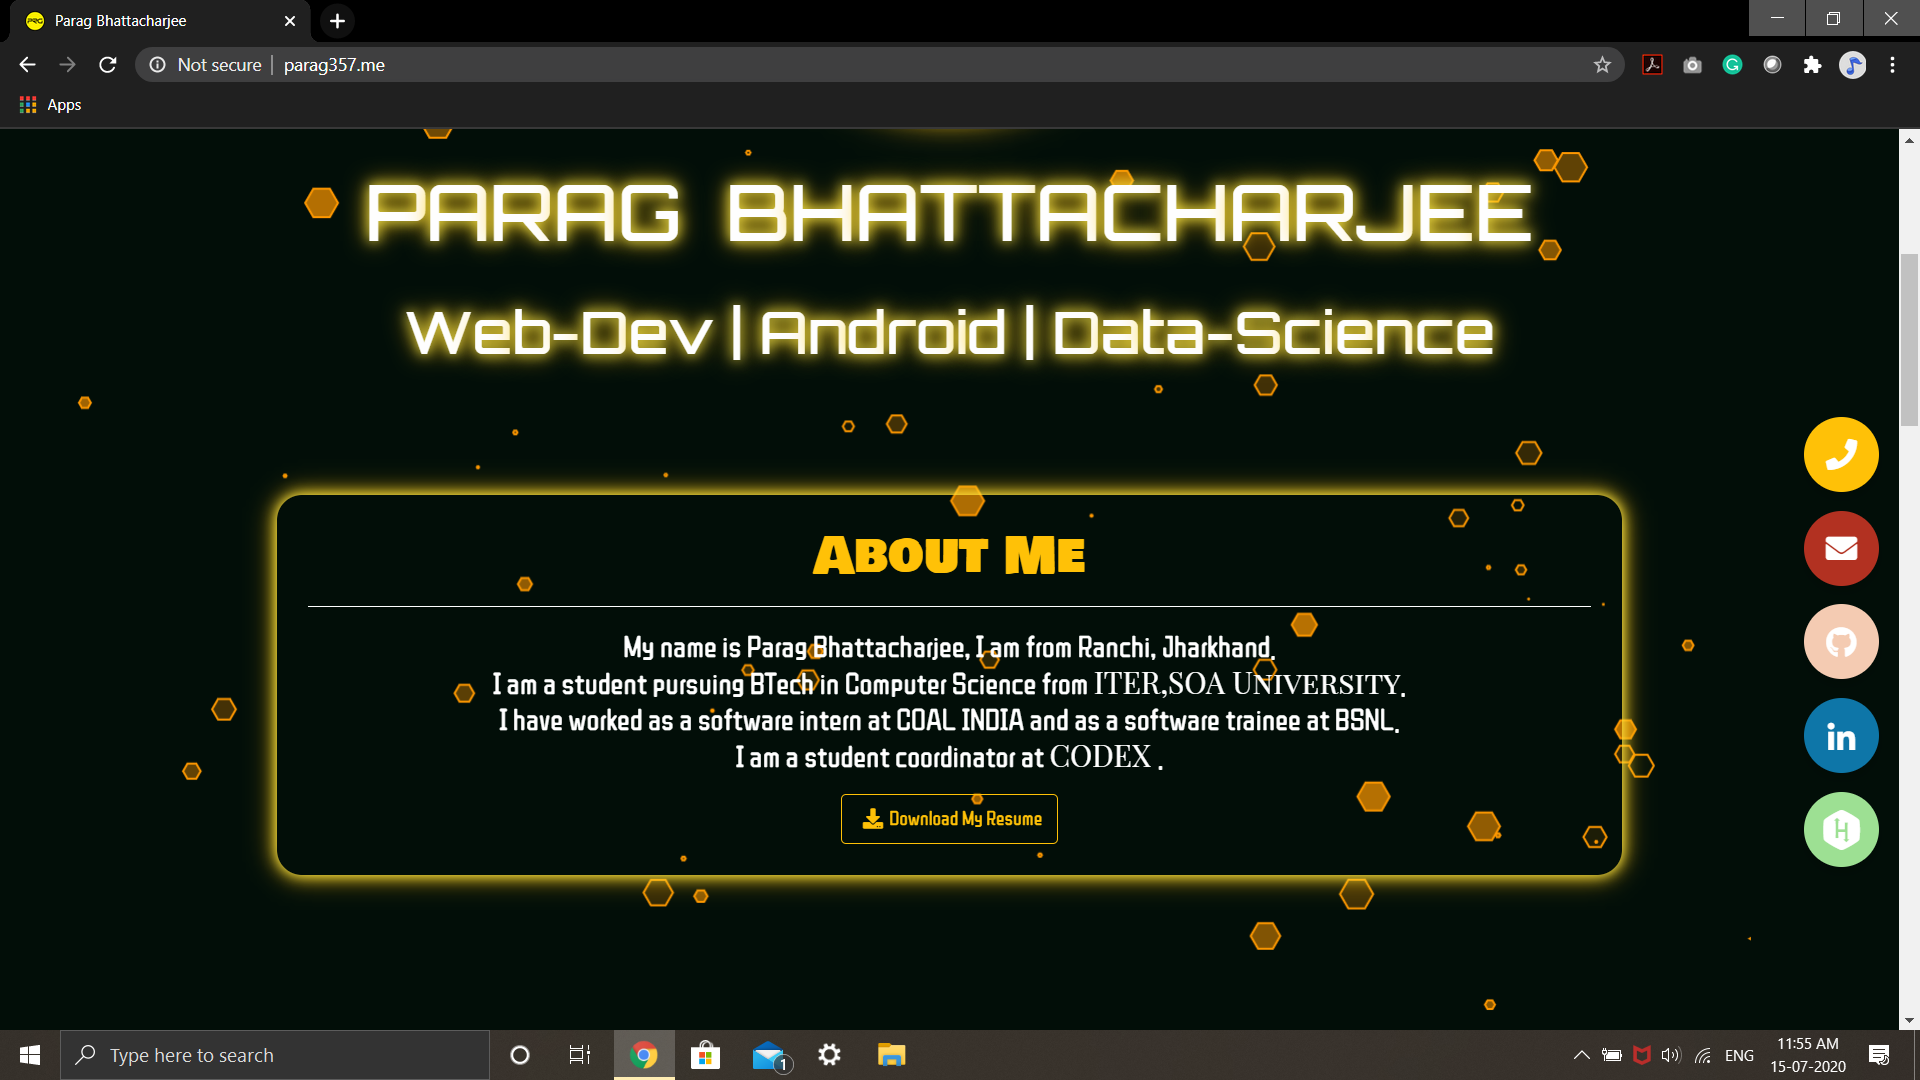 Parag Bhattacharjee
Not secure | parag357.me
Apps
PARAG BHATTACHARJEE
Web-Dev | Android | Data-Science
About Me
My name is Parag Bhattacharjee, I am from Ranchi, Jharkhand.
I am a student pursuing BTech in Computer Science from ITER,SOA UNIVERSITY.
I have worked as a software intern at COAL INDIA and as a software trainee at BSNL.
I am a student coordinator at CODEX .
Download My Resume
in
H
Type here to search
1
ENG
11:55 AM
15-07-2020